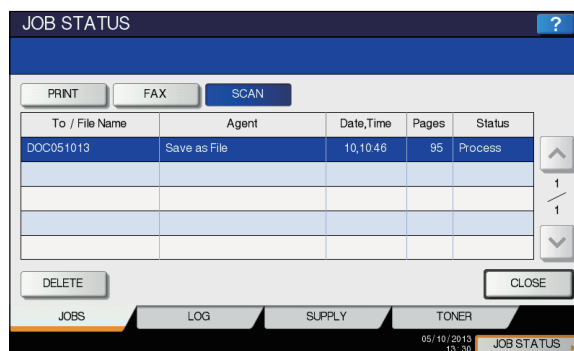 JOB STATUS ?
PRINT FAX SCAN
To / File Name Agent Date,Time Pages Status
DOC051013 Save as File 10,10:46 95 Process
1
1
DELETE CLOSE
JOBS LOG SUPPLY TONER
05/10/2013
13:30 JOB STATUS